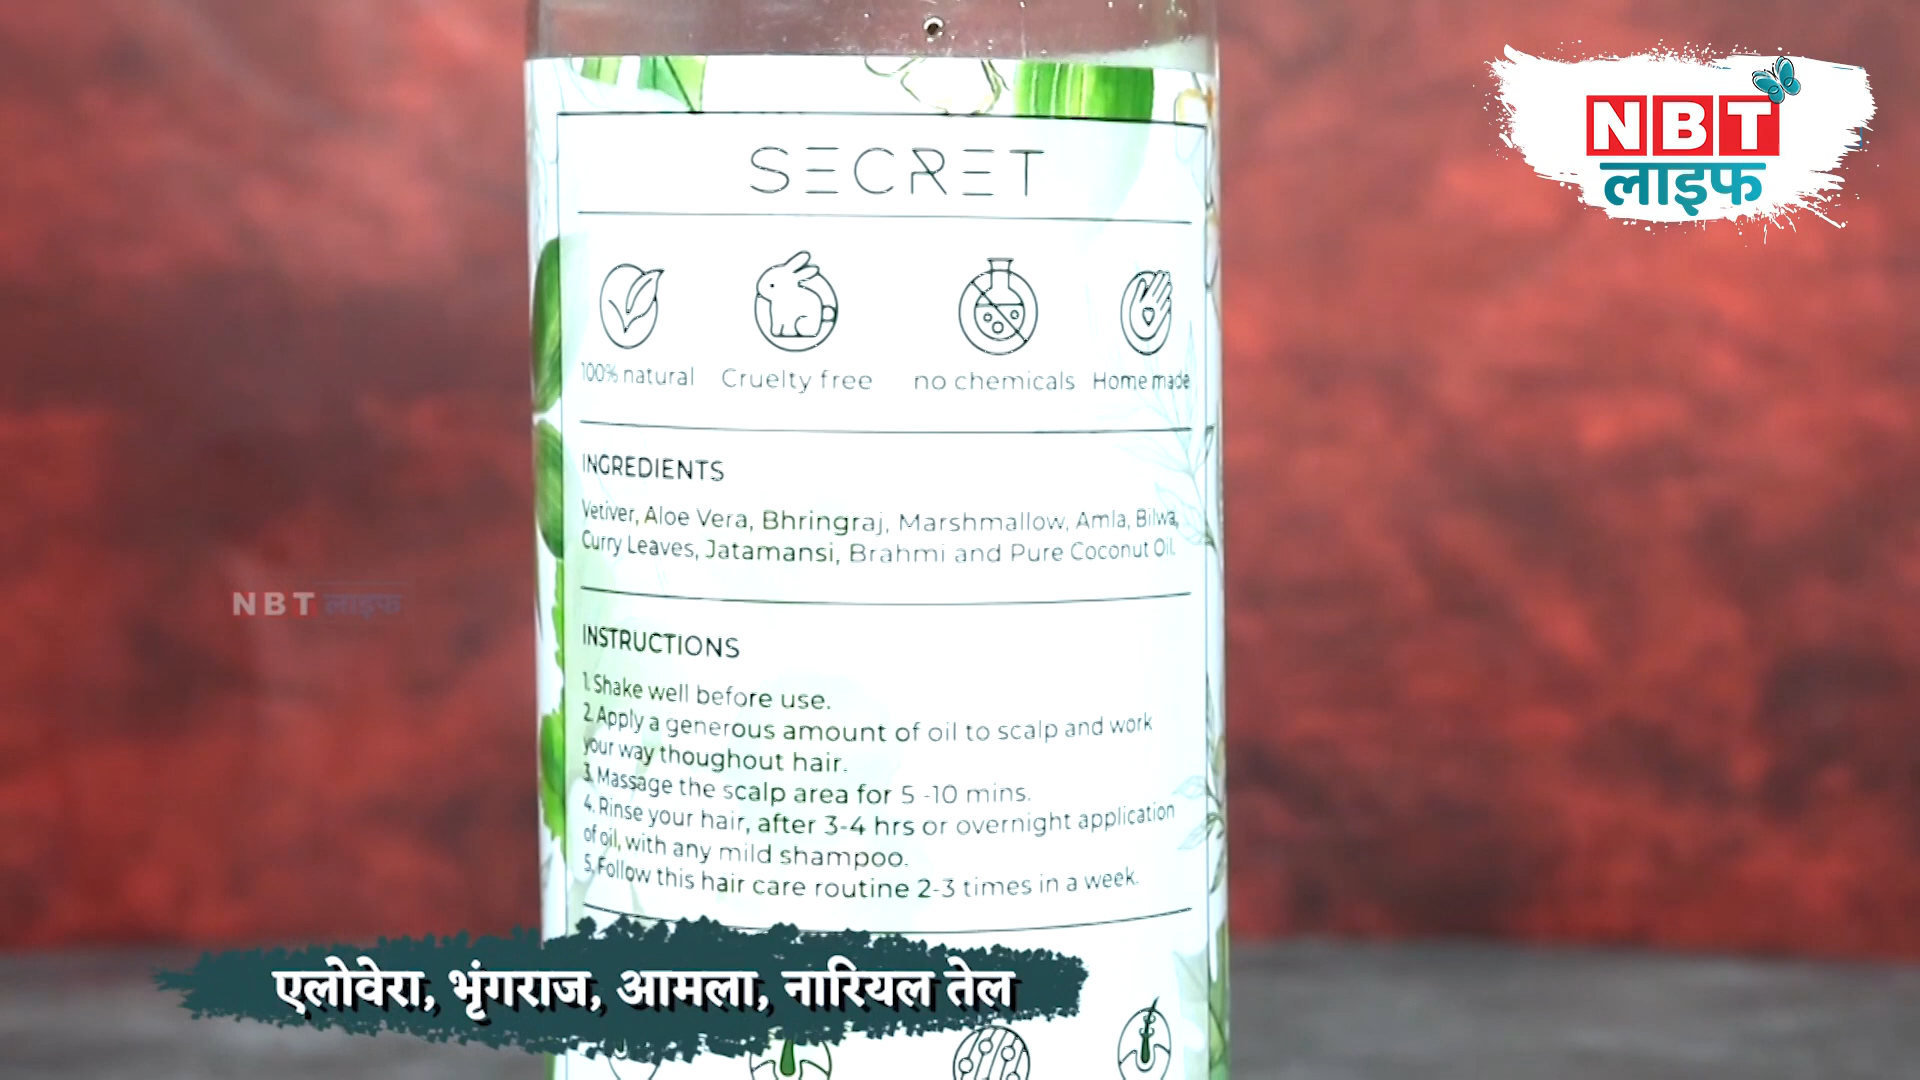 NBT
लाइफ
SECRET
100% natural
Cruelty free
no chemicals
Home made
INGREDIENTS
Vetiver, Aloe Vera, Bhringraj, Marshmallow, Amla, Bilwa,
Curry Leaves, Jatamansi, Brahmi and Pure Coconut Oil.
NBT लाइफ
INSTRUCTIONS
1. Shake well before use.
2. Apply a generous amount of oil to scalp and work
your way thoughout hair.
3. Massage the scalp area for 5 -10 mins.
4. Rinse your hair, after 3-4 hrs or overnight application
of oil, with any mild shampoo.
5. Follow this hair care routine 2-3 times in a week.
एलोवेरा, भृंगराज, आमला, नारियल तेल